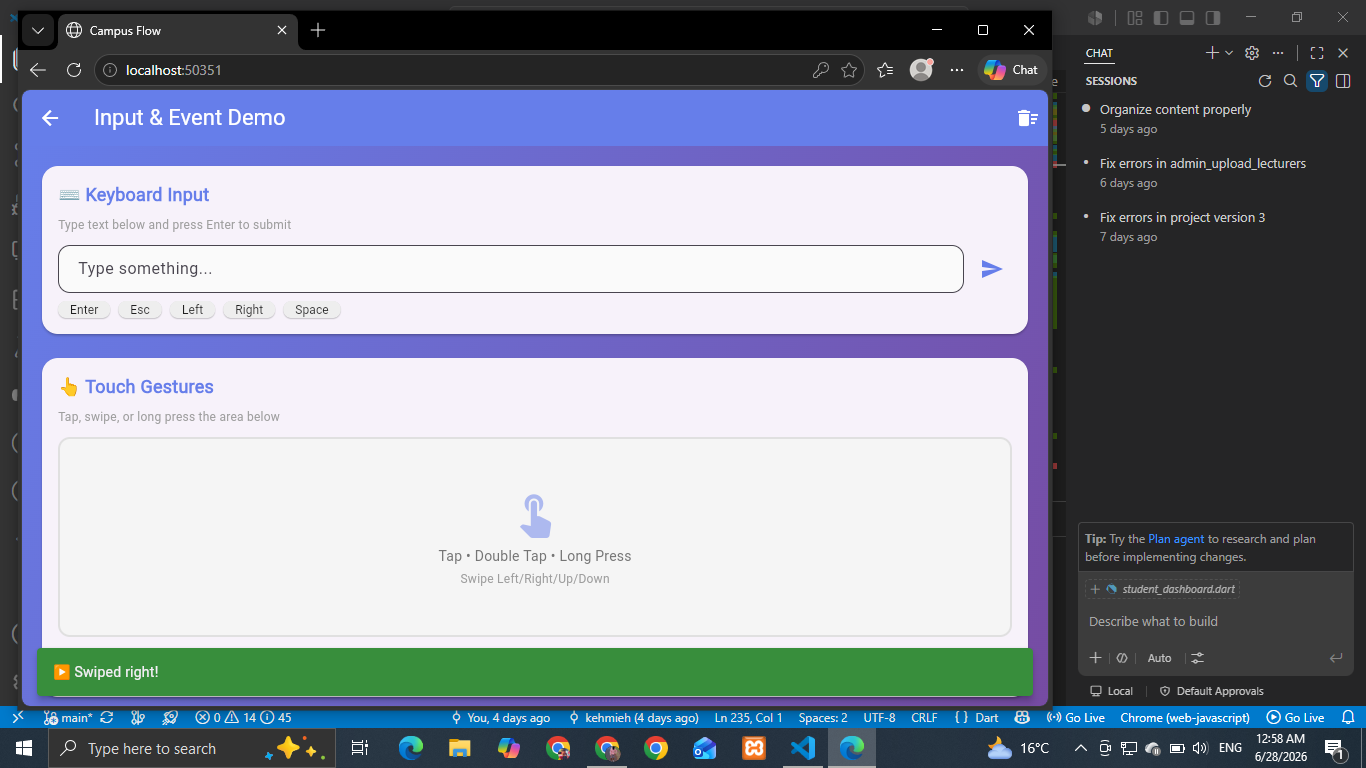 Campus Flow
localhost:50351
Chat
Input & Event Demo
⌨️ Keyboard Input
Type text below and press Enter to submit
Type something...
Enter
Esc
Left
Right
Space
👆 Touch Gestures
Tap, swipe, or long press the area below
Tap • Double Tap • Long Press
Swipe Left/Right/Up/Down
▶️ Swiped right!
CHAT
SESSIONS
Organize content properly
5 days ago
Fix errors in admin_upload_lecturers
6 days ago
Fix errors in project version 3
7 days ago
Tip: Try the Plan agent to research and plan
before implementing changes.
student_dashboard.dart
Describe what to build
Auto
Local
Default Approvals
main*
0
14
45
You, 4 days ago
kehmieh (4 days ago)
Ln 235, Col 1
Spaces: 2
UTF-8
CRLF
{ } Dart
Go Live
Chrome (web-javascript)
Go Live
Type here to search
16°C
ENG
12:58 AM
6/28/2026
1